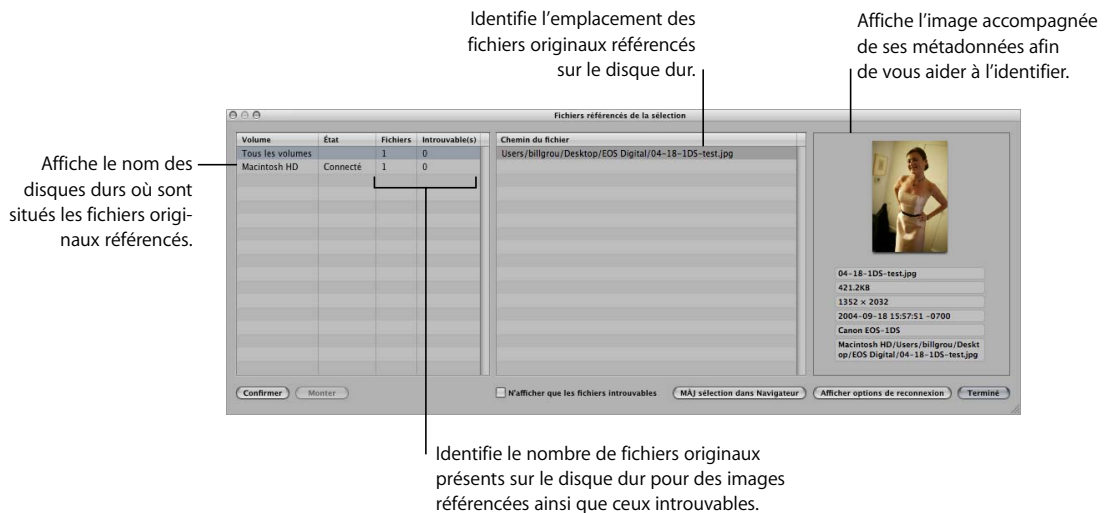 Identifie l'emplacement des
fichiers originaux référencés
sur le disque dur.
Affiche l'image accompagnée
de ses métadonnées afin
de vous aider à l'identifier.
Affiche le nom des
disques durs où sont
situés les fichiers origi-
naux référencés.
Fichiers référencés de la sélection
Volume État Fichiers Introuvable(s)
Tous les volumes 1 0
Macintosh HD Connecté 1 0
Chemin du fichier
Users/billgrou/Desktop/EOS Digital/04-18-1DS-test.jpg
04-18-1DS-test.jpg
421.2KB
1352 × 2032
2004-09-18 15:57:51 -0700
Canon EOS-1DS
Macintosh HD/Users/billgrou/Deskt
op/EOS Digital/04-18-1DS-test.jpg
Confirmer Monter N'afficher que les fichiers introuvables MÀJ sélection dans Navigateur Afficher options de reconnexion Terminé
Identifie le nombre de fichiers originaux
présents sur le disque dur pour des images
référencées ainsi que ceux introuvables.